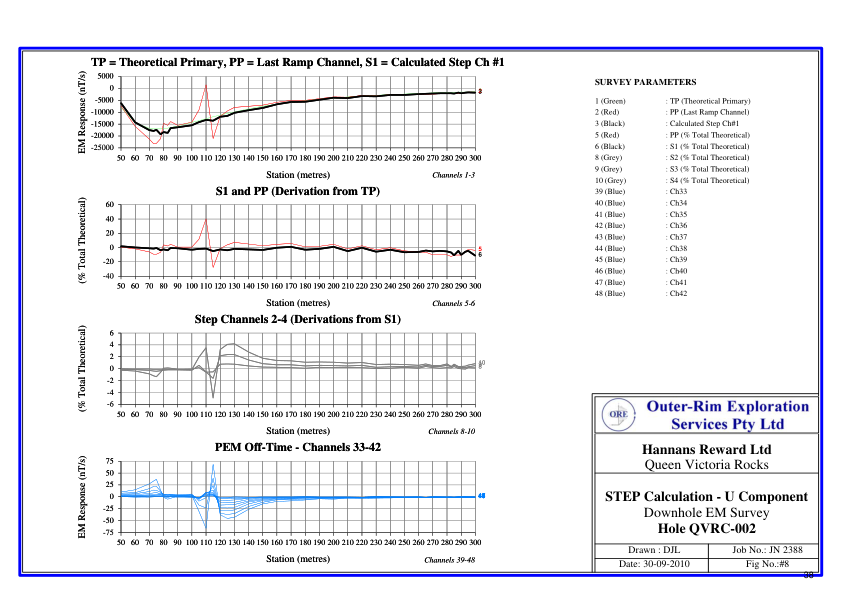 TP = Theoretical Primary, PP = Last Ramp Channel, S1 = Calculated Step Ch #1
EM Response (nT/s)
5000
0
-5000
-10000
-15000
-20000
-25000
50 60 70 80 90 100 110 120 130 140 150 160 170 180 190 200 210 220 230 240 250 260 270 280 290 300
Station (metres)
Channels 1-3
S1 and PP (Derivation from TP)
(% Total Theoretical)
60
40
20
0
-20
-40
5
6
50 60 70 80 90 100 110 120 130 140 150 160 170 180 190 200 210 220 230 240 250 260 270 280 290 300
Station (metres)
Channels 5-6
Step Channels 2-4 (Derivations from S1)
(% Total Theoretical)
6
4
2
0
-2
-4
-6
10
50 60 70 80 90 100 110 120 130 140 150 160 170 180 190 200 210 220 230 240 250 260 270 280 290 300
Station (metres)
Channels 8-10
PEM Off-Time - Channels 33-42
EM Response (nT/s)
75
50
25
0
-25
-50
-75
50 60 70 80 90 100 110 120 130 140 150 160 170 180 190 200 210 220 230 240 250 260 270 280 290 300
Station (metres)
Channels 39-48
SURVEY PARAMETERS
1 (Green) : TP (Theoretical Primary)
2 (Red) : PP (Last Ramp Channel)
3 (Black) : Calculated Step Ch#1
5 (Red) : PP (% Total Theoretical)
6 (Black) : S1 (% Total Theoretical)
8 (Grey) : S2 (% Total Theoretical)
9 (Grey) : S3 (% Total Theoretical)
10 (Grey) : S4 (% Total Theoretical)
39 (Blue) : Ch33
40 (Blue) : Ch34
41 (Blue) : Ch35
42 (Blue) : Ch36
43 (Blue) : Ch37
44 (Blue) : Ch38
45 (Blue) : Ch39
46 (Blue) : Ch40
47 (Blue) : Ch41
48 (Blue) : Ch42
ORE
Outer-Rim Exploration
Services Pty Ltd
Hannans Reward Ltd
Queen Victoria Rocks
STEP Calculation - U Component
Downhole EM Survey
Hole QVRC-002
Drawn : DJL
Job No.: JN 2388
Date: 30-09-2010
Fig No.:#8
38